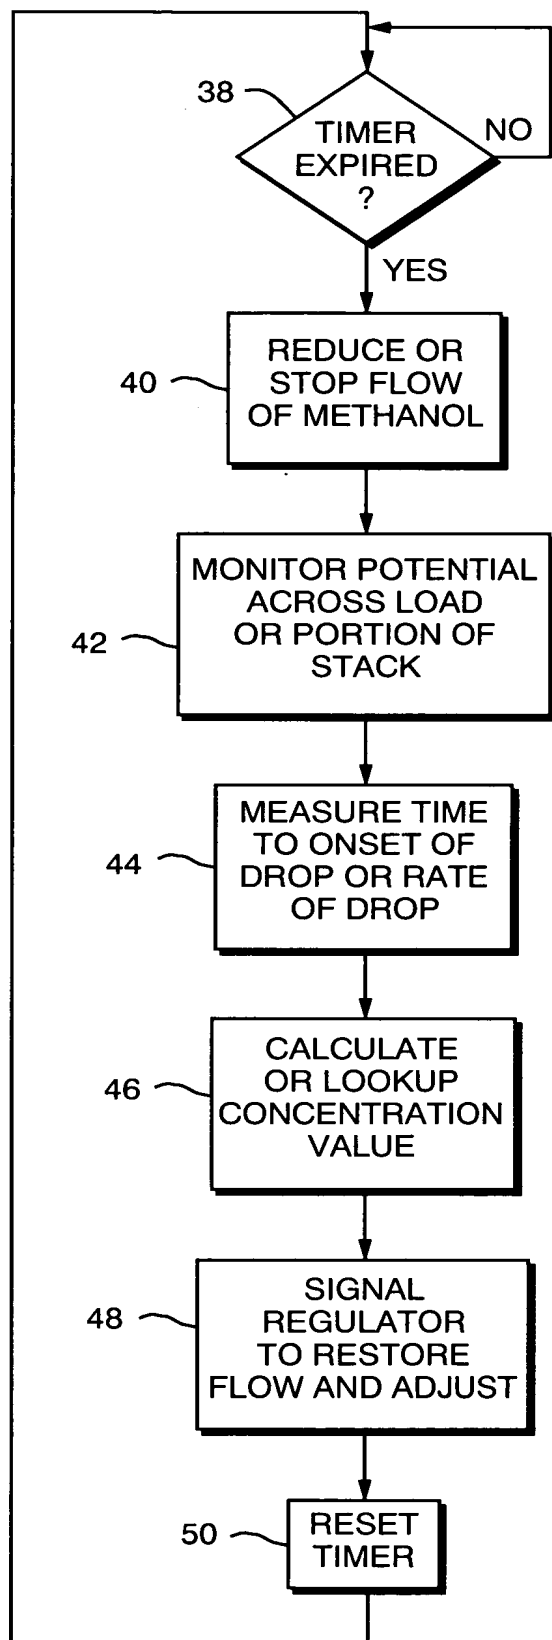 38
TIMER
EXPIRED
?
NO
YES
40
REDUCE OR
STOP FLOW
OF METHANOL
42
MONITOR POTENTIAL
ACROSS LOAD
OR PORTION OF
STACK
44
MEASURE TIME
TO ONSET OF
DROP OR RATE
OF DROP
46
CALCULATE
OR LOOKUP
CONCENTRATION
VALUE
48
SIGNAL
REGULATOR
TO RESTORE
FLOW AND ADJUST
50
RESET
TIMER